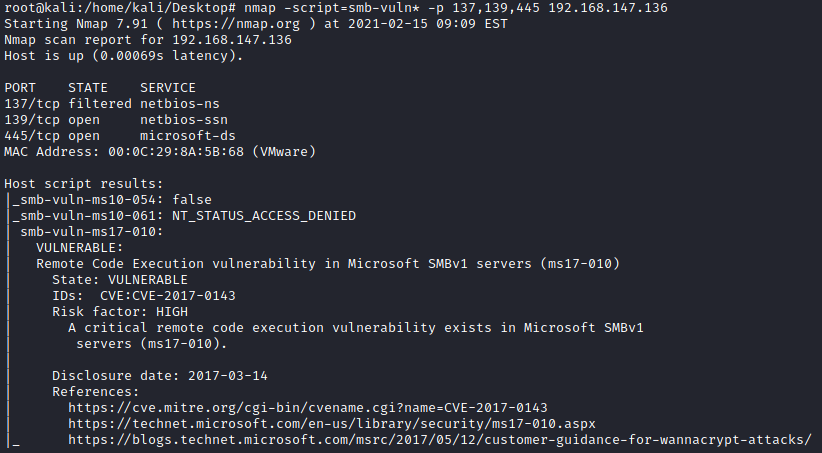 root@kali:/home/kali/Desktop# nmap -script=smb-vuln* -p 137,139,445 192.168.147.136
Starting Nmap 7.91 ( https://nmap.org ) at 2021-02-15 09:09 EST
Nmap scan report for 192.168.147.136
Host is up (0.00069s latency).

PORT    STATE    SERVICE
137/tcp filtered netbios-ns
139/tcp open     netbios-ssn
445/tcp open     microsoft-ds
MAC Address: 00:0C:29:8A:5B:68 (VMware)

Host script results:
|_smb-vuln-ms10-054: false
|_smb-vuln-ms10-061: NT_STATUS_ACCESS_DENIED
| smb-vuln-ms17-010:
|   VULNERABLE:
|   Remote Code Execution vulnerability in Microsoft SMBv1 servers (ms17-010)
|     State: VULNERABLE
|     IDs:  CVE:CVE-2017-0143
|     Risk factor: HIGH
|       A critical remote code execution vulnerability exists in Microsoft SMBv1
|        servers (ms17-010).
|
|     Disclosure date: 2017-03-14
|     References:
|       https://cve.mitre.org/cgi-bin/cvename.cgi?name=CVE-2017-0143
|       https://technet.microsoft.com/en-us/library/security/ms17-010.aspx
|_      https://blogs.technet.microsoft.com/msrc/2017/05/12/customer-guidance-for-wannacrypt-attacks/